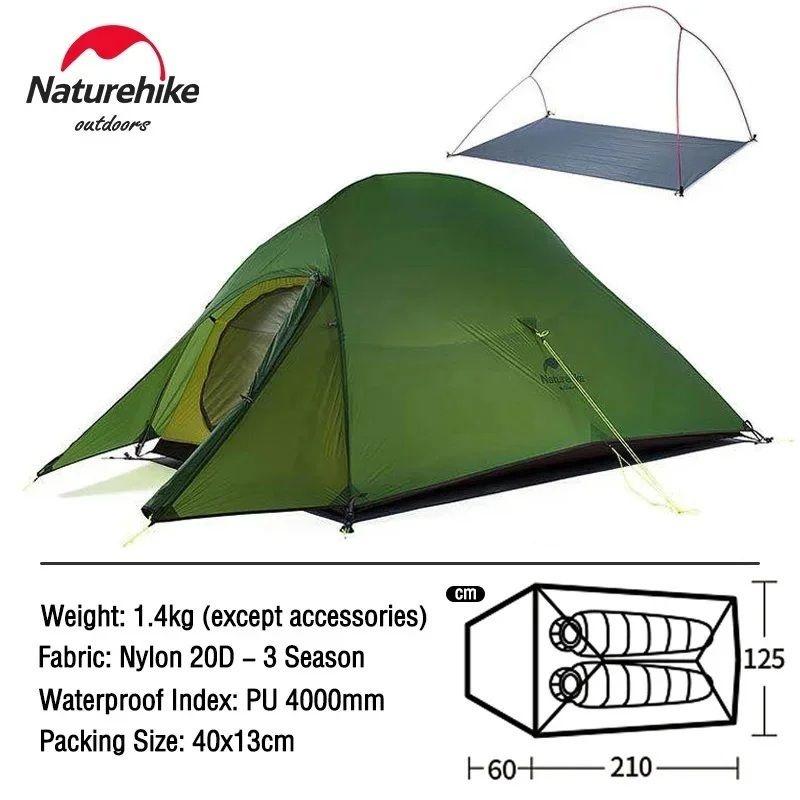 Naturehike
outdoors
Naturehike
Weight: 1.4kg (except accessories)
Fabric: Nylon 20D – 3 Season
Waterproof Index: PU 4000mm
Packing Size: 40x13cm
cm
125
60
210